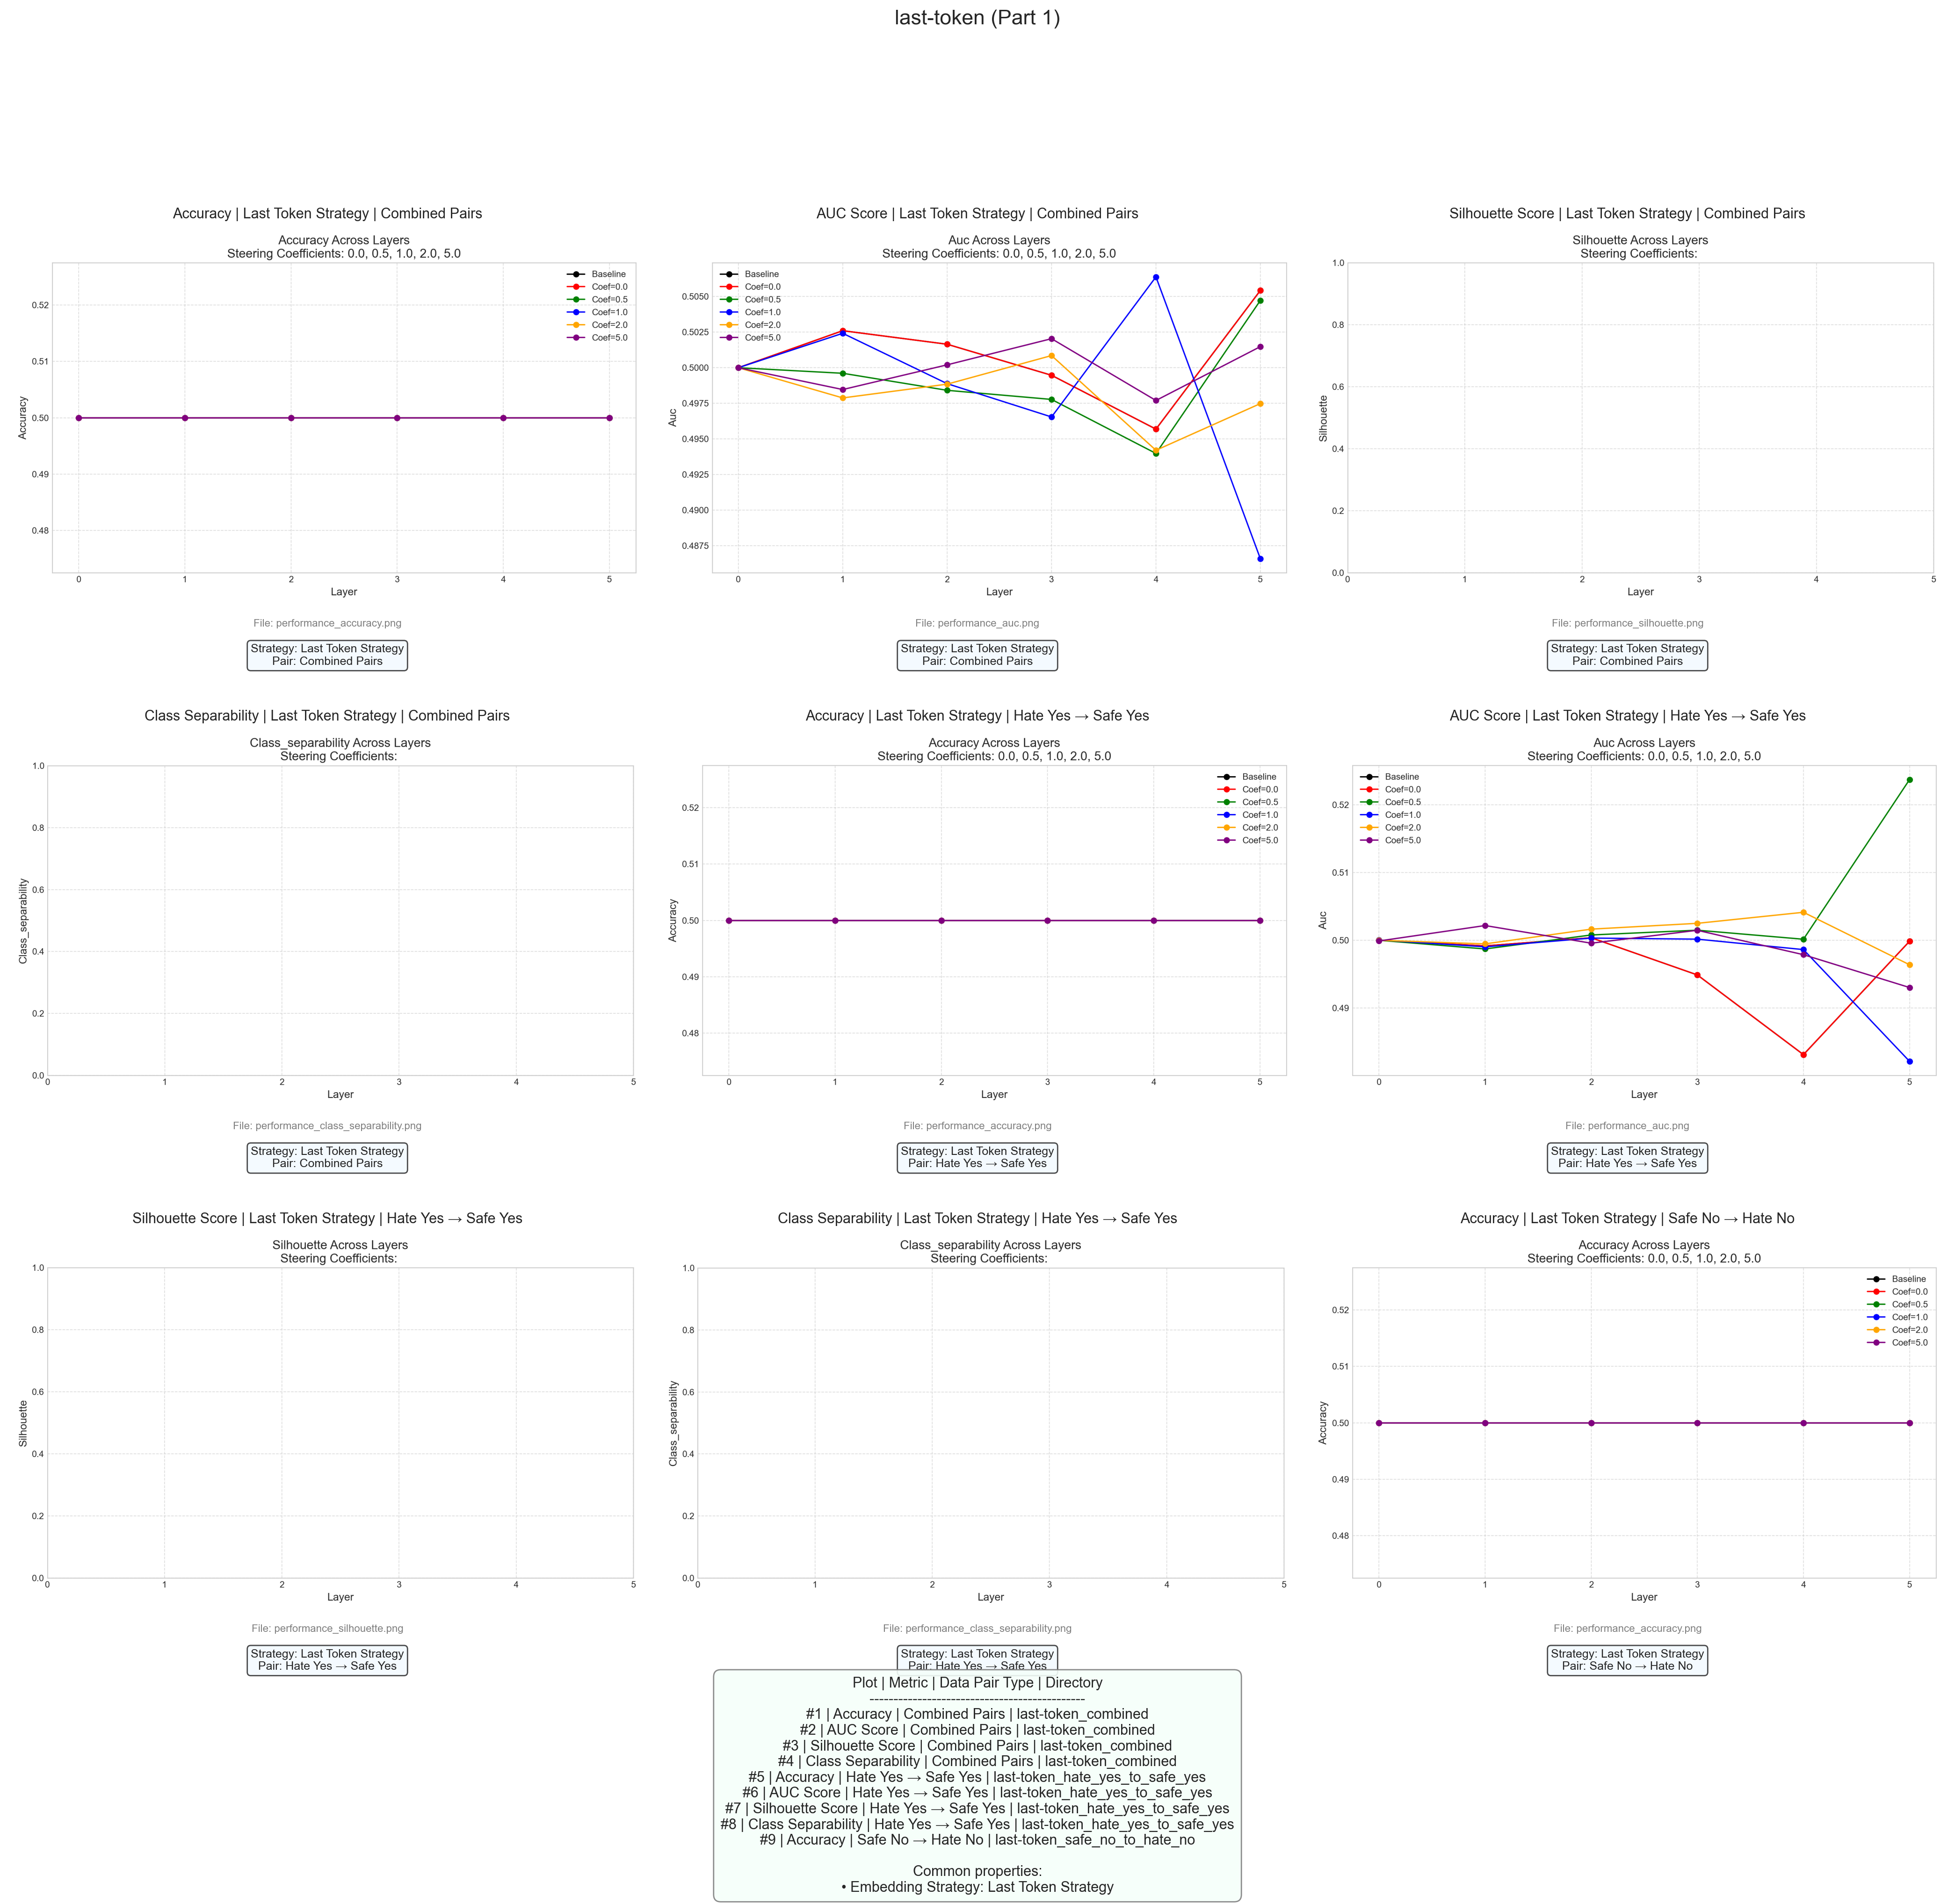 last-token (Part 1)
Accuracy | Last Token Strategy | Combined Pairs
Accuracy Across Layers
Steering Coefficients: 0.0, 0.5, 1.0, 2.0, 5.0
Baseline
Coef=0.0
Coef=0.5
Coef=1.0
Coef=2.0
Coef=5.0
0.52
0.51
0.50
0.49
0.48
Accuracy
0 1 2 3 4 5
Layer
File: performance_accuracy.png
Strategy: Last Token Strategy
Pair: Combined Pairs
AUC Score | Last Token Strategy | Combined Pairs
Auc Across Layers
Steering Coefficients: 0.0, 0.5, 1.0, 2.0, 5.0
Baseline
Coef=0.0
Coef=0.5
Coef=1.0
Coef=2.0
Coef=5.0
0.5050
0.5025
0.5000
0.4975
0.4950
0.4925
0.4900
0.4875
Auc
0 1 2 3 4 5
Layer
File: performance_auc.png
Strategy: Last Token Strategy
Pair: Combined Pairs
Silhouette Score | Last Token Strategy | Combined Pairs
Silhouette Across Layers
Steering Coefficients:
1.0
0.8
0.6
0.4
0.2
0.0
Silhouette
0 1 2 3 4 5
Layer
File: performance_silhouette.png
Strategy: Last Token Strategy
Pair: Combined Pairs
Class Separability | Last Token Strategy | Combined Pairs
Class_separability Across Layers
Steering Coefficients:
1.0
0.8
0.6
0.4
0.2
0.0
Class_separability
0 1 2 3 4 5
Layer
File: performance_class_separability.png
Strategy: Last Token Strategy
Pair: Combined Pairs
Accuracy | Last Token Strategy | Hate Yes → Safe Yes
Accuracy Across Layers
Steering Coefficients: 0.0, 0.5, 1.0, 2.0, 5.0
Baseline
Coef=0.0
Coef=0.5
Coef=1.0
Coef=2.0
Coef=5.0
0.52
0.51
0.50
0.49
0.48
Accuracy
0 1 2 3 4 5
Layer
File: performance_accuracy.png
Strategy: Last Token Strategy
Pair: Hate Yes → Safe Yes
AUC Score | Last Token Strategy | Hate Yes → Safe Yes
Auc Across Layers
Steering Coefficients: 0.0, 0.5, 1.0, 2.0, 5.0
Baseline
Coef=0.0
Coef=0.5
Coef=1.0
Coef=2.0
Coef=5.0
0.52
0.51
0.50
0.49
Auc
0 1 2 3 4 5
Layer
File: performance_auc.png
Strategy: Last Token Strategy
Pair: Hate Yes → Safe Yes
Silhouette Score | Last Token Strategy | Hate Yes → Safe Yes
Silhouette Across Layers
Steering Coefficients:
1.0
0.8
0.6
0.4
0.2
0.0
Silhouette
0 1 2 3 4 5
Layer
File: performance_silhouette.png
Strategy: Last Token Strategy
Pair: Hate Yes → Safe Yes
Class Separability | Last Token Strategy | Hate Yes → Safe Yes
Class_separability Across Layers
Steering Coefficients:
1.0
0.8
0.6
0.4
0.2
0.0
Class_separability
0 1 2 3 4 5
Layer
File: performance_class_separability.png
Strategy: Last Token Strategy
Pair: Hate Yes → Safe Yes
Accuracy | Last Token Strategy | Safe No → Hate No
Accuracy Across Layers
Steering Coefficients: 0.0, 0.5, 1.0, 2.0, 5.0
Baseline
Coef=0.0
Coef=0.5
Coef=1.0
Coef=2.0
Coef=5.0
0.52
0.51
0.50
0.49
0.48
Accuracy
0 1 2 3 4 5
Layer
File: performance_accuracy.png
Strategy: Last Token Strategy
Pair: Safe No → Hate No
Plot | Metric | Data Pair Type | Directory
---------------------------------------------
#1 | Accuracy | Combined Pairs | last-token_combined
#2 | AUC Score | Combined Pairs | last-token_combined
#3 | Silhouette Score | Combined Pairs | last-token_combined
#4 | Class Separability | Combined Pairs | last-token_combined
#5 | Accuracy | Hate Yes → Safe Yes | last-token_hate_yes_to_safe_yes
#6 | AUC Score | Hate Yes → Safe Yes | last-token_hate_yes_to_safe_yes
#7 | Silhouette Score | Hate Yes → Safe Yes | last-token_hate_yes_to_safe_yes
#8 | Class Separability | Hate Yes → Safe Yes | last-token_hate_yes_to_safe_yes
#9 | Accuracy | Safe No → Hate No | last-token_safe_no_to_hate_no
Common properties:
• Embedding Strategy: Last Token Strategy